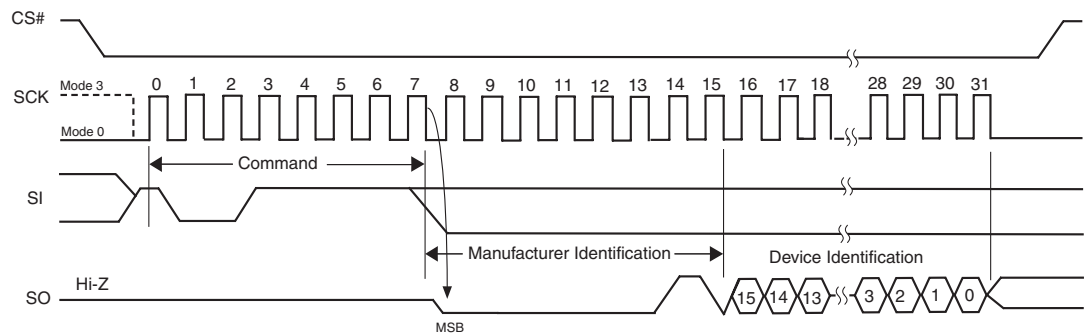 CS#
Mode 3
0 1 2 3 4 5 6 7 8 9 10 11 12 13 14 15 16 17 18 28 29 30 31
SCK
Mode 0
Command
SI
Manufacturer Identification
Device Identification
Hi-Z
SO
15 14 13 3 2 1 0
MSB